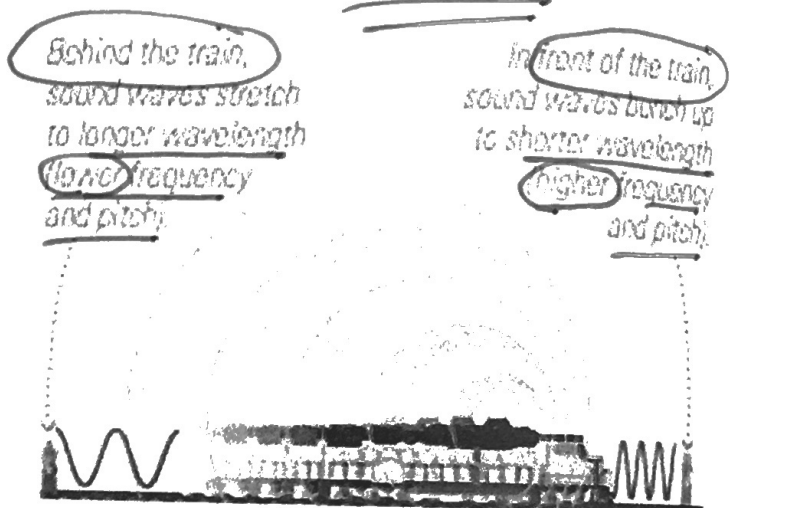 Behind the train,
sound waves stretch
to longer wavelength
(lower frequency
and pitch).
In front of the train,
sound waves bunch up
to shorter wavelength
(higher frequency
and pitch).